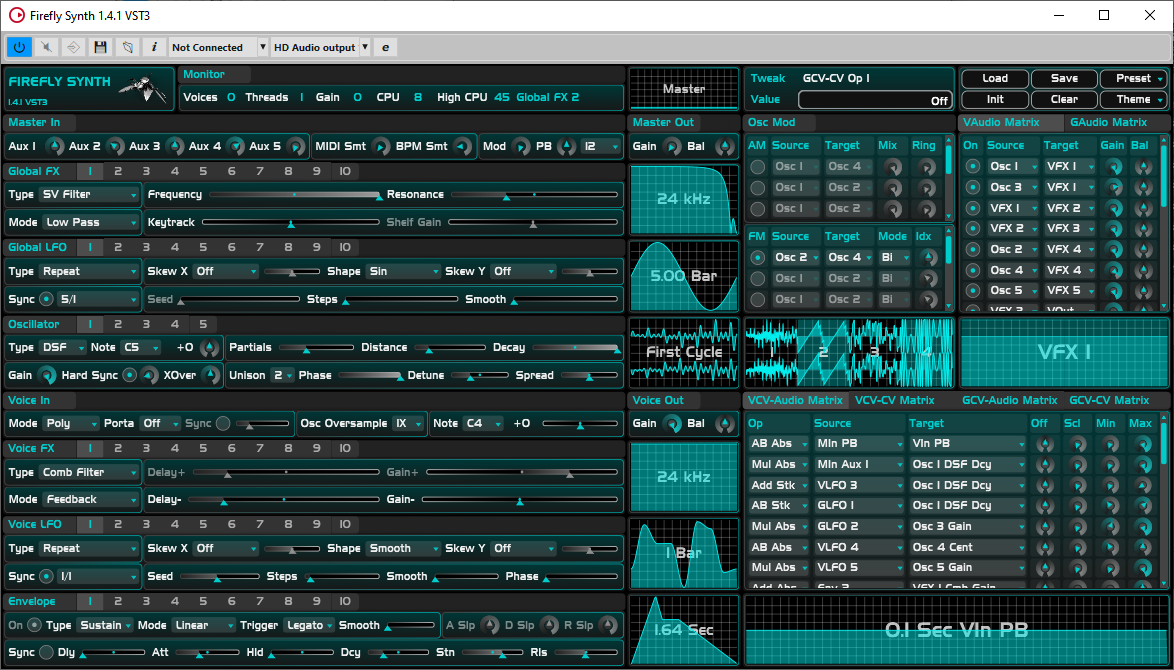 Firefly Synth 1.4.1 VST3
i Not Connected HD Audio output e
FIREFLY SYNTH
1.4.1 VST3
Monitor
Voices 0 Threads 1 Gain 0 CPU 8 High CPU 45 Global FX 2
Master
Tweak GCV-CV Op 1
Value Off
Load Save Preset
Init Clear Theme
Master In
Aux 1 Aux 2 Aux 3 Aux 4 Aux 5 MIDI Smt BPM Smt Mod PB 12
Master Out
Gain Bal
Osc Mod
AM Source Target Mix Ring
Osc 1 Osc 4
Osc 1 Osc 2
Osc 1 Osc 2
FM Source Target Mode Idx
Osc 2 Osc 4 Bi
Osc 1 Osc 2 Bi
Osc 1 Osc 2 Bi
VAudio Matrix GAudio Matrix
On Source Target Gain Bal
Osc 1 VFX 1
Osc 3 VFX 1
VFX 1 VFX 2
VFX 2 VFX 3
Osc 2 VFX 4
Osc 4 VFX 4
Osc 5 VFX 5
VFX 3 VOut
Global FX 1 2 3 4 5 6 7 8 9 10
Type SV Filter Frequency Resonance
Mode Low Pass Keytrack Shelf Gain
24 kHz
Global LFO 1 2 3 4 5 6 7 8 9 10
Type Repeat Skew X Off Shape Sin Skew Y Off
Sync 5/1 Seed Steps Smooth
5.00 Bar
Oscillator 1 2 3 4 5
Type DSF Note C5 +0 Partials Distance Decay
Gain Hard Sync XOver Unison 2 Phase Detune Spread
First Cycle
1 2 3 4
VFX 1
Voice In
Mode Poly Porta Off Sync Osc Oversample 1X Note C4 +0
Voice Out
Gain Bal
Voice FX 1 2 3 4 5 6 7 8 9 10
Type Comb Filter Delay+ Gain+
Mode Feedback Delay- Gain-
24 kHz
Voice LFO 1 2 3 4 5 6 7 8 9 10
Type Repeat Skew X Off Shape Smooth Skew Y Off
Sync 1/1 Seed Steps Smooth Phase
1 Bar
Envelope 1 2 3 4 5 6 7 8 9 10
On Type Sustain Mode Linear Trigger Legato Smooth A Slp D Slp R Slp
Sync Dly Att Hld Dcy Stn Rls
1.64 Sec
VCV-Audio Matrix VCV-CV Matrix GCV-Audio Matrix GCV-CV Matrix
Op Source Target Off Scl Min Max
AB Abs MIn PB VIn PB
Mul Abs MIn Aux 1 Osc 1 DSF Dcy
Add Stk VLFO 3 Osc 1 DSF Dcy
AB Stk GLFO 1 Osc 1 DSF Dcy
Mul Abs GLFO 2 Osc 3 Gain
AB Abs VLFO 4 Osc 4 Cent
Mul Abs VLFO 5 Osc 5 Gain
Add Abs Env 2 VFX 1 Cmb Gain
0.1 Sec VIn PB